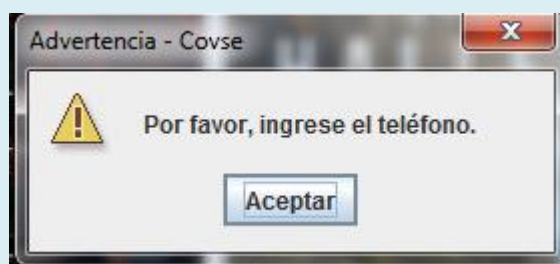 Advertencia - Covse
Por favor, ingrese el teléfono.
Aceptar